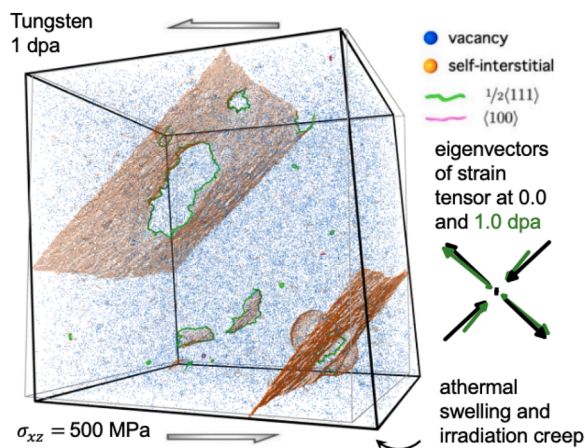 Tungsten
1 dpa
vacancy
self-interstitial
½⟨111⟩
⟨100⟩
eigenvectors
of strain
tensor at 0.0
and 1.0 dpa
athermal
swelling and
irradiation creep
σxz = 500 MPa